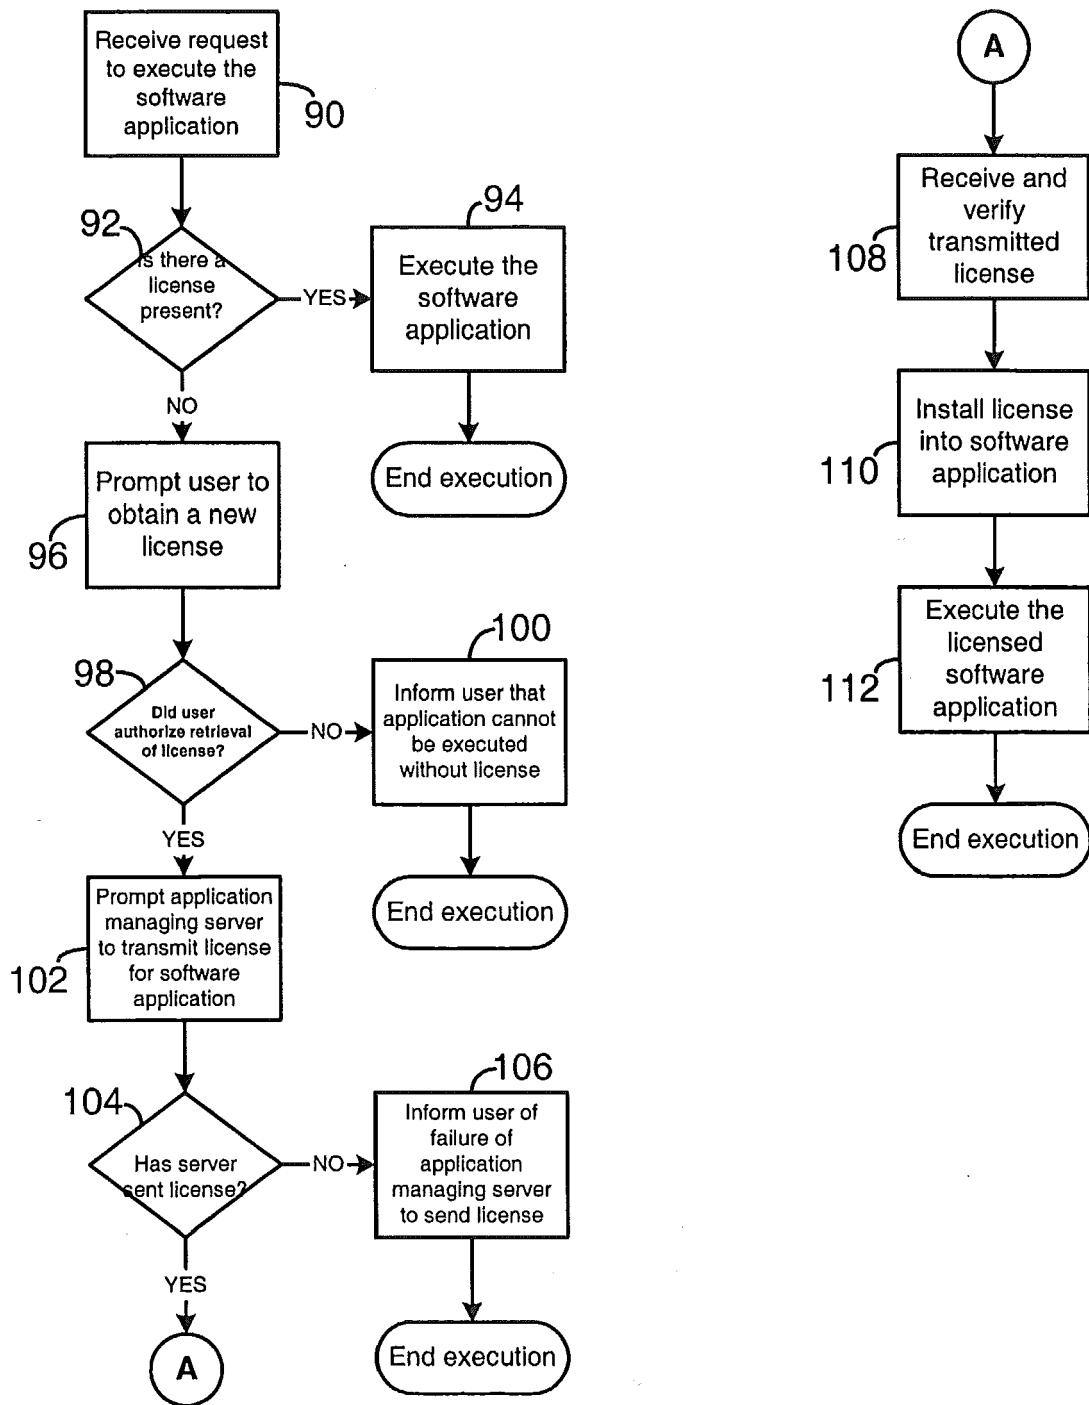 Receive request
to execute the
software
application
90
92
Is there a
license
present?
YES
94
Execute the
software
application
End execution
NO
Prompt user to
obtain a new
license
96
98
Did user
authorize retrieval
of license?
NO
100
Inform user that
application cannot
be executed
without license
End execution
YES
Prompt application
managing server
to transmit license
for software
application
102
104
Has server
sent license?
NO
106
Inform user of
failure of
application
managing server
to send license
End execution
YES
A
A
Receive and
verify
transmitted
license
108
Install license
into software
application
110
Execute the
licensed
software
application
112
End execution